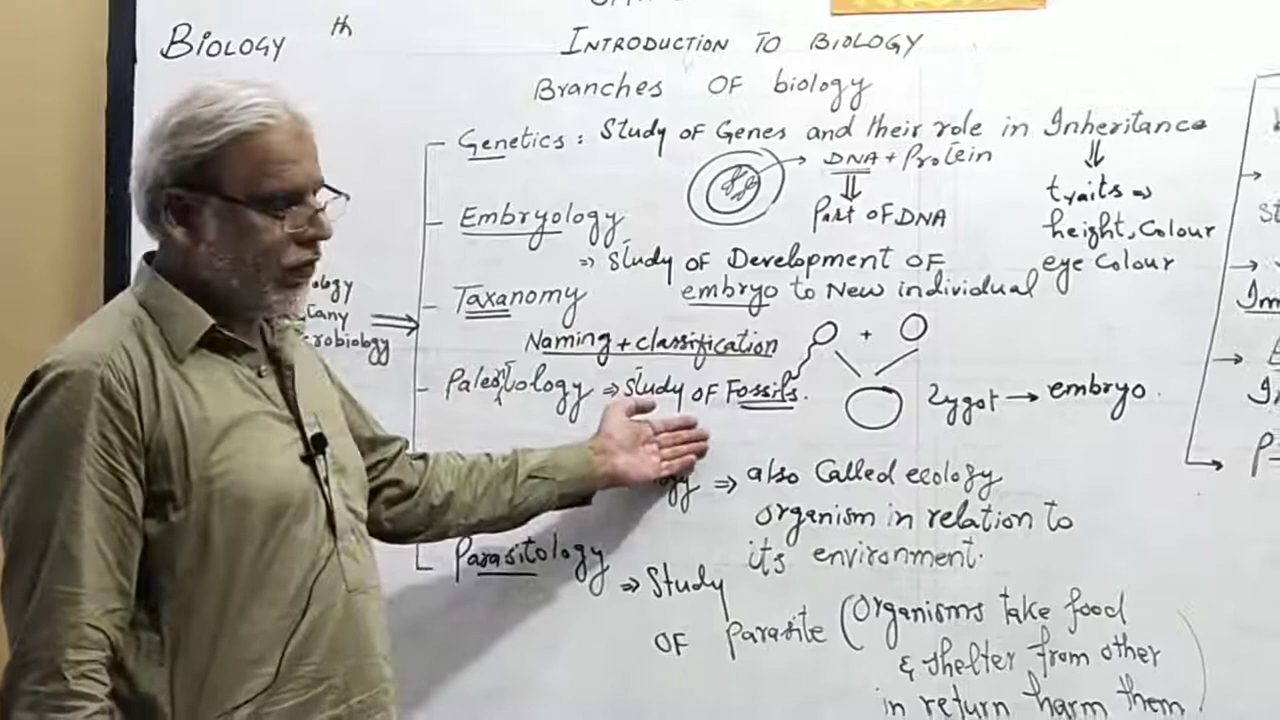 BIOLOGY th
INTRODUCTION TO BIOLOGY
Branches OF biology
Genetics: Study of Genes and their role in Inheritance
DNA + Protein
Part OF DNA
traits ⇒
height, Colour
eye Colour
Embryology
⇒ Study OF Development OF
embryo to New individual
Taxanomy
Naming + classification
Paleotology ⇒ Study OF Fossils.
+
Zygot → embryo.
⇒ also Called ecology
organism in relation to
its environment.
Parasitology ⇒ Study
OF Parasite (Organisms take food
& shelter from other
in return harm them)